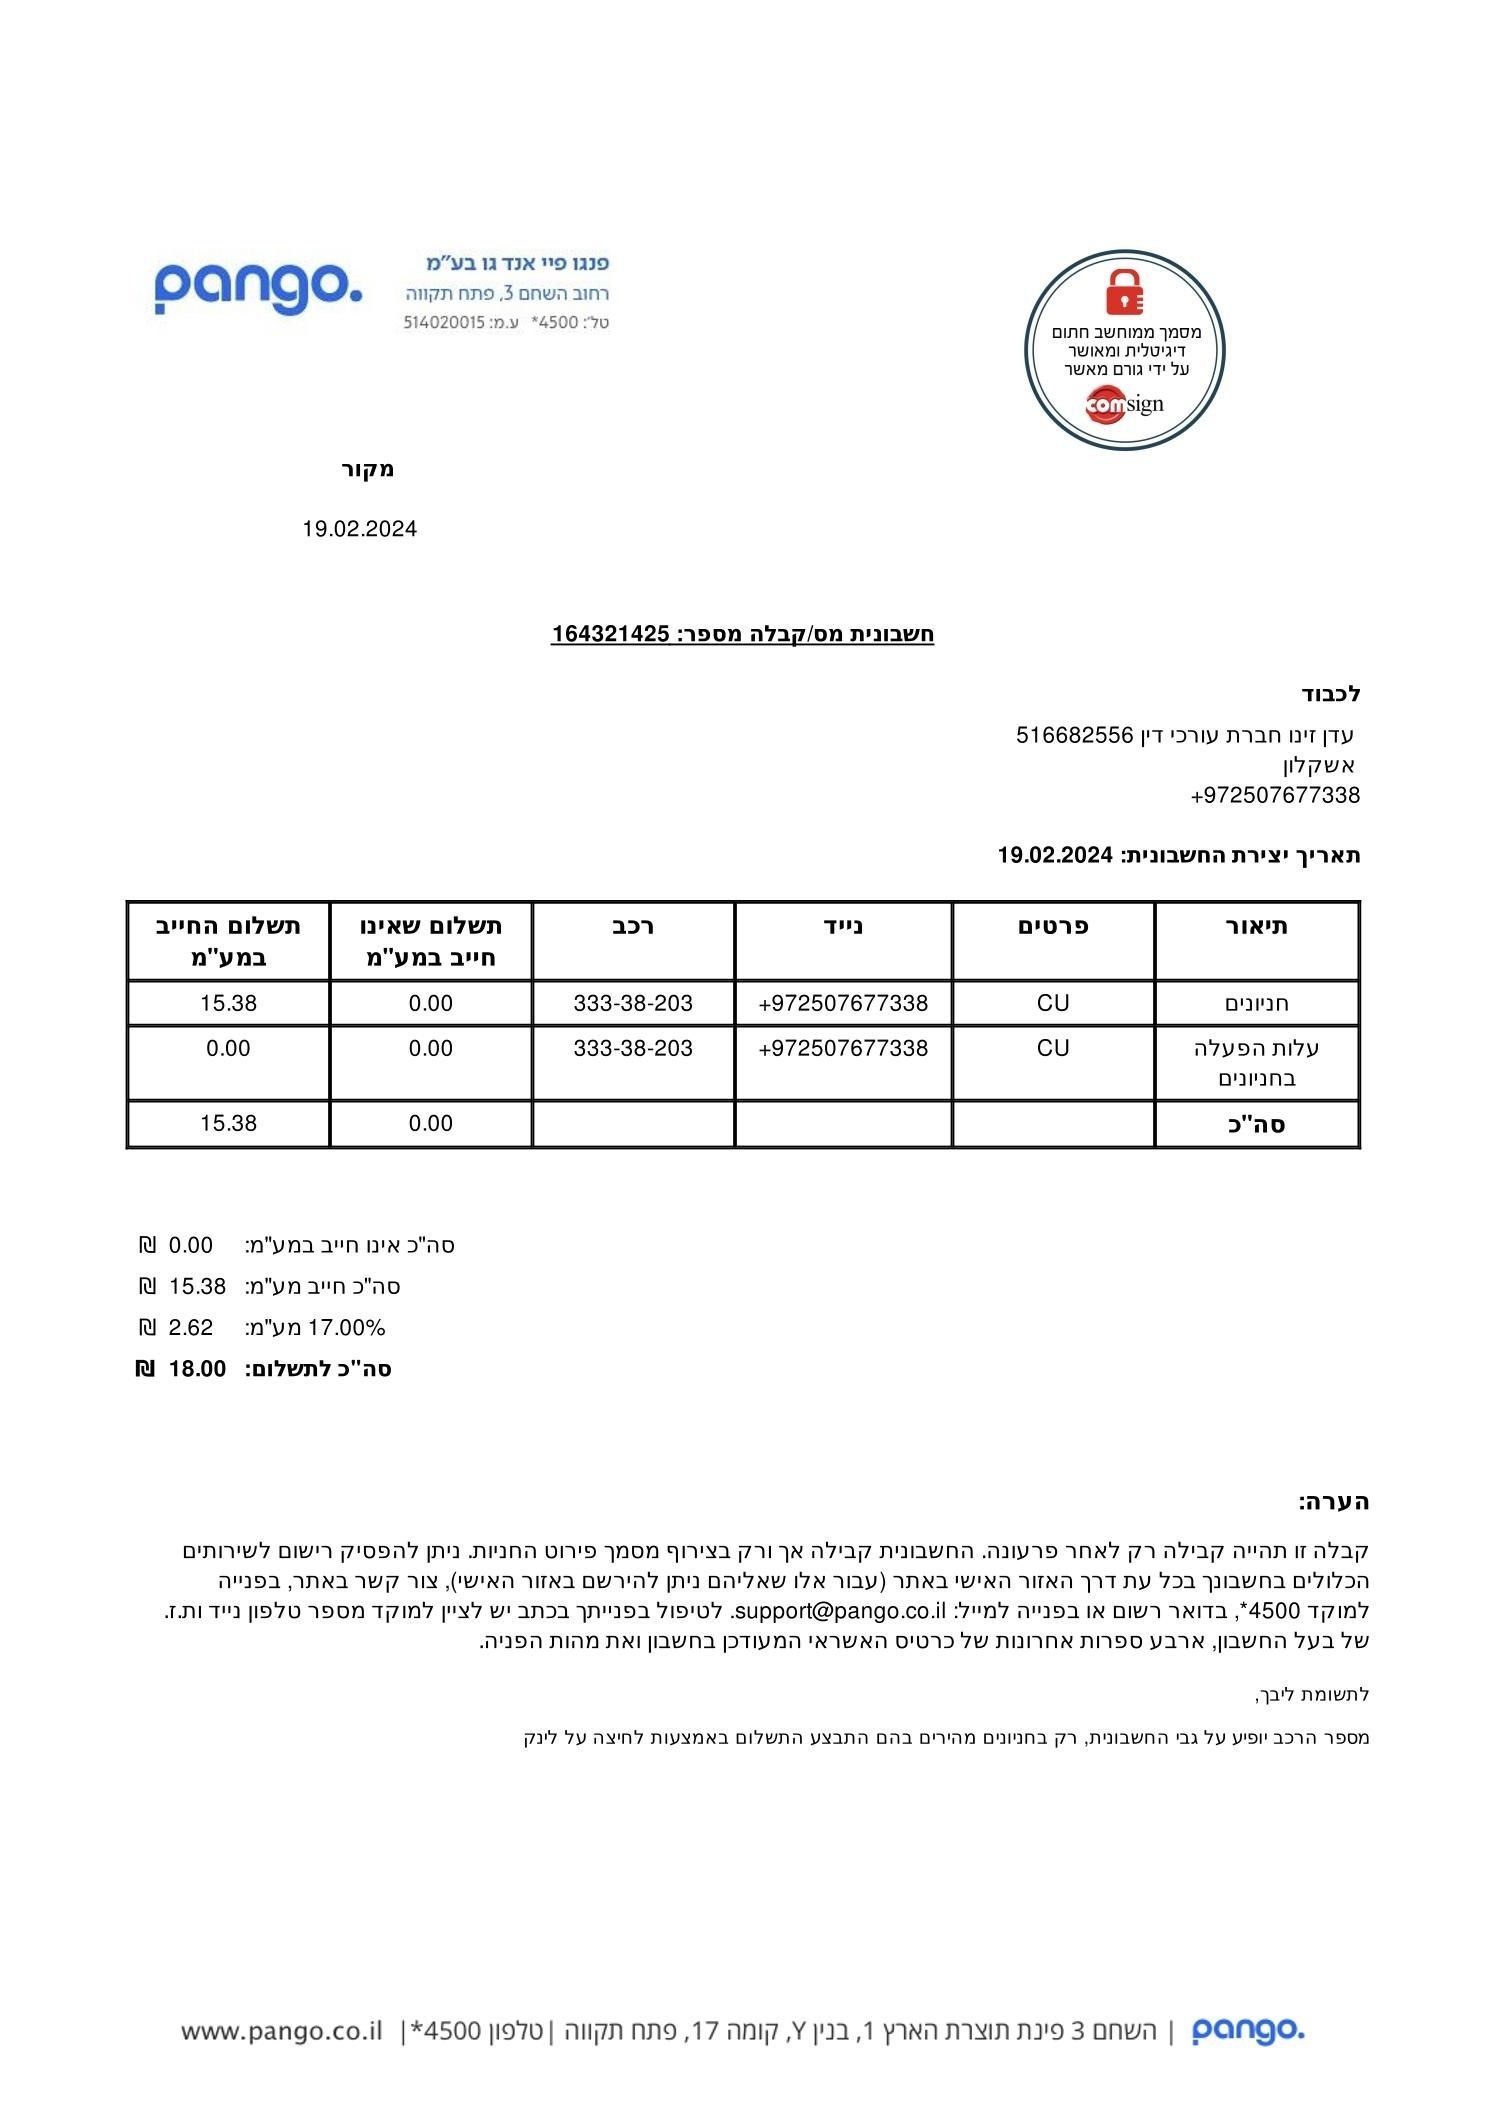 pango.
פנגו פיי אנד גו בע"מ
רחוב השחם 3, פתח תקווה
טל': 4500* ע.מ: 514020015
מסמך ממוחשב חתום
דיגיטלית ומאושר
על ידי גורם מאשר
comsign
מקור
19.02.2024
חשבונית מס/קבלה מספר: 164321425
לכבוד
עדן זינו חברת עורכי דין 516682556
אשקלון
+972507677338
תאריך יצירת החשבונית: 19.02.2024
תיאור פרטים נייד רכב תשלום שאינו חייב במע"מ תשלום החייב במע"מ
חניונים CU +972507677338 333-38-203 0.00 15.38
עלות הפעלה בחניונים CU +972507677338 333-38-203 0.00 0.00
סה"כ 0.00 15.38
סה"כ אינו חייב במע"מ: 0.00 ₪
סה"כ חייב מע"מ: 15.38 ₪
17.00% מע"מ: 2.62 ₪
סה"כ לתשלום: 18.00 ₪
הערה:
קבלה זו תהייה קבילה רק לאחר פרעונה. החשבונית קבילה אך ורק בצירוף מסמך פירוט החניות. ניתן להפסיק רישום לשירותים
הכלולים בחשבונך בכל עת דרך האזור האישי באתר (עבור אלו שאליהם ניתן להירשם באזור האישי), צור קשר באתר, בפנייה
למוקד 4500*, בדואר רשום או בפנייה למייל: support@pango.co.il. לטיפול בפנייתך בכתב יש לציין למוקד מספר טלפון נייד ות.ז.
של בעל החשבון, ארבע ספרות אחרונות של כרטיס האשראי המעודכן בחשבון ואת מהות הפניה.
לתשומת ליבך,
מספר הרכב יופיע על גבי החשבונית, רק בחניונים מהירים בהם התבצע התשלום באמצעות לחיצה על לינק
pango. | השחם 3 פינת תוצרת הארץ 1, בנין Y, קומה 17, פתח תקווה | טלפון 4500* | www.pango.co.il